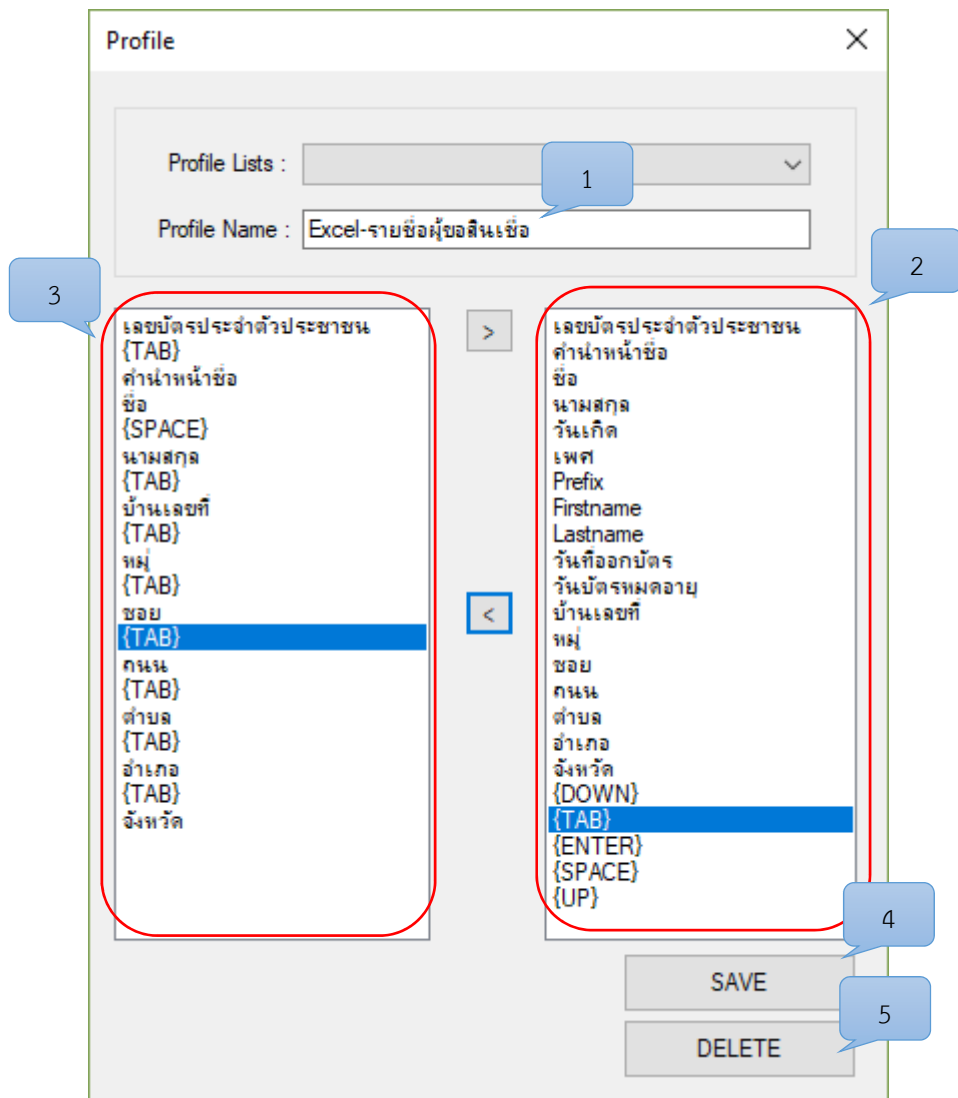 Profile
Profile Lists :
1
Profile Name : Excel-รายชื่อผู้ขอสินเชื่อ
2
3
เลขบัตรประจำตัวประชาชน
{TAB}
คำนำหน้าชื่อ
ชื่อ
{SPACE}
นามสกุล
{TAB}
บ้านเลขที่
{TAB}
หมู่
{TAB}
ซอย
{TAB}
ถนน
{TAB}
ตำบล
{TAB}
อำเภอ
{TAB}
จังหวัด
>
<
เลขบัตรประจำตัวประชาชน
คำนำหน้าชื่อ
ชื่อ
นามสกุล
วันเกิด
เพศ
Prefix
Firstname
Lastname
วันที่ออกบัตร
วันบัตรหมดอายุ
บ้านเลขที่
หมู่
ซอย
ถนน
ตำบล
อำเภอ
จังหวัด
{DOWN}
{TAB}
{ENTER}
{SPACE}
{UP}
4
SAVE
5
DELETE